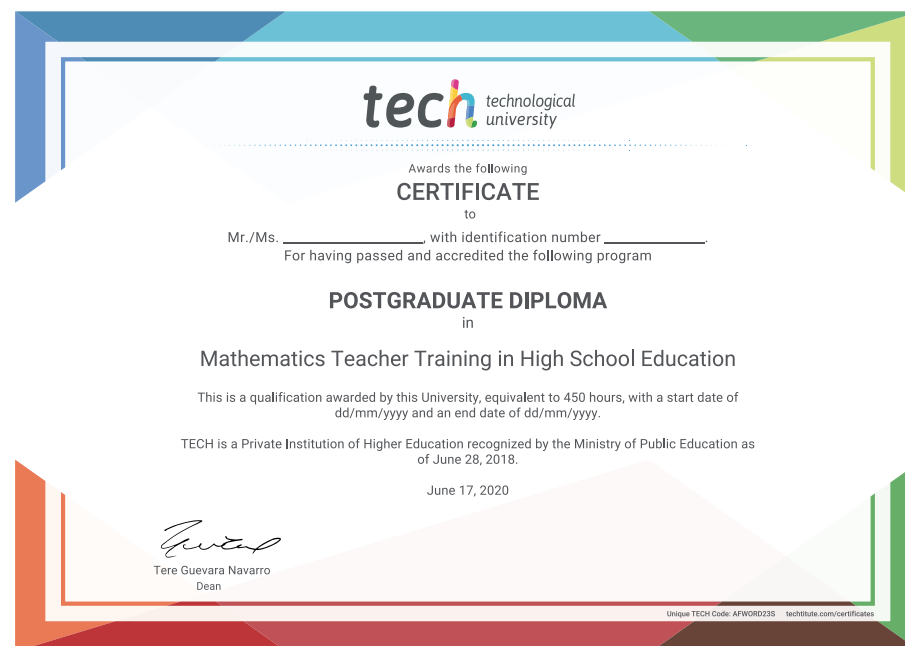 tech technological
university
Awards the following
CERTIFICATE
to
Mr./Ms. ____________, with identification number ____________.
For having passed and accredited the following program
POSTGRADUATE DIPLOMA
in
Mathematics Teacher Training in High School Education
This is a qualification awarded by this University, equivalent to 450 hours, with a start date of
dd/mm/yyyy and an end date of dd/mm/yyyy.
TECH is a Private Institution of Higher Education recognized by the Ministry of Public Education as
of June 28, 2018.
June 17, 2020
Tere Guevara Navarro
Dean
Unique TECH Code: AFWORD23S techtitute.com/certificates